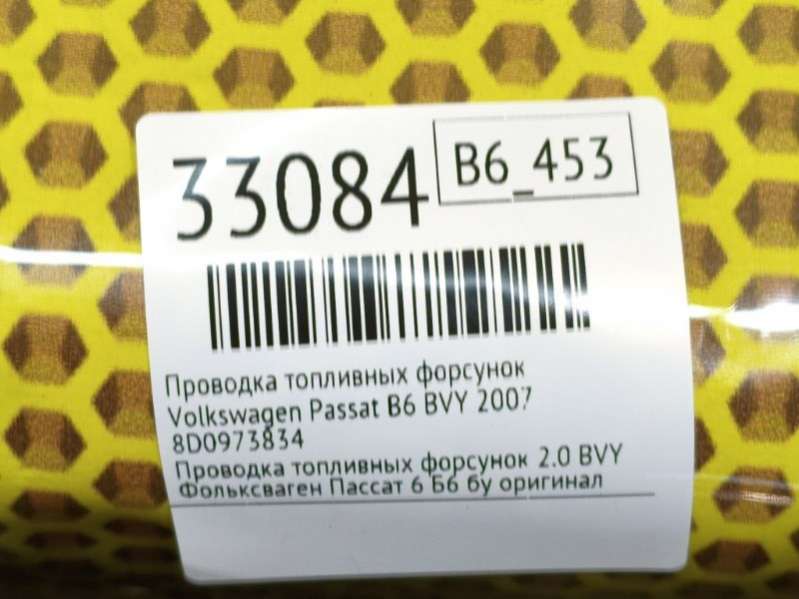 33084
B6_453
Проводка топливных форсунок
Volkswagen Passat B6 BVY 2007
8D0973834
Проводка топливных форсунок 2.0 BVY
Фольксваген Пассат 6 Б6 бу оригинал